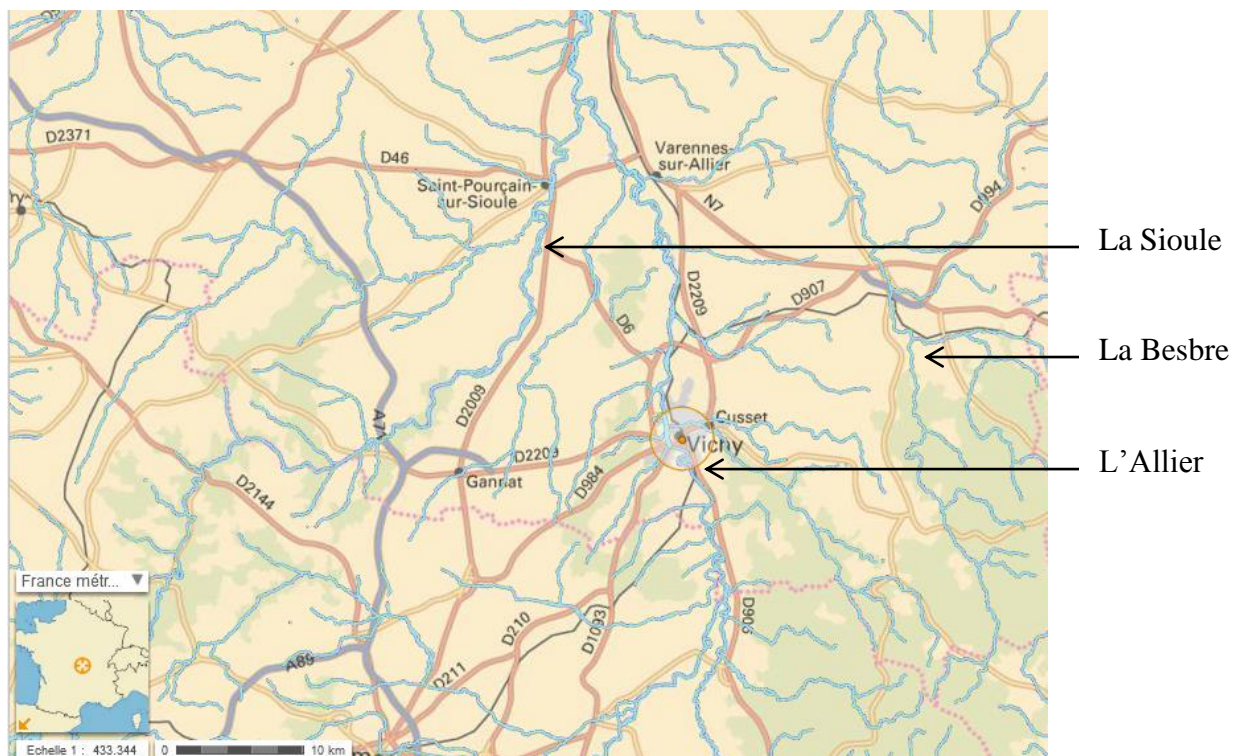 D2371
D46
Varennes-
sur-Allier
Saint-Pourçain-
sur-Sioule
N7
D994
La Sioule
D2209
D907
D6
La Besbre
D2009
A71
Cusset
Vichy
D2209
Gannat
D984
L'Allier
D2144
France métr...
D210
D1093
D906
A89
D211
Echelle 1 : 433.344
0
10 km